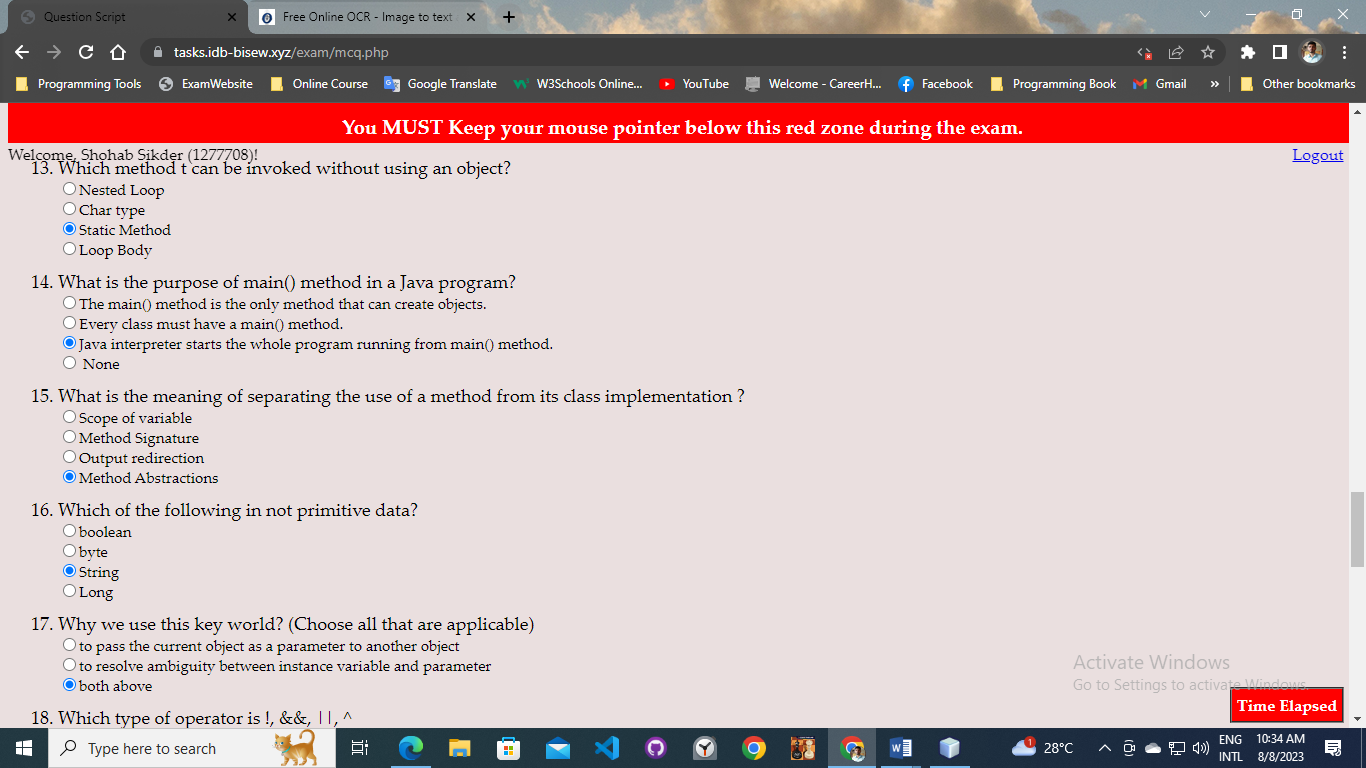 Question Script
Free Online OCR - Image to text
tasks.idb-bisew.xyz/exam/mcq.php
Programming Tools ExamWebsite Online Course Google Translate W3Schools Online... YouTube Welcome - CareerH... Facebook Programming Book Gmail » Other bookmarks
You MUST Keep your mouse pointer below this red zone during the exam.
Welcome, Shohab Sikder (1277708)! Logout
13. Which method t can be invoked without using an object?
Nested Loop
Char type
Static Method
Loop Body
14. What is the purpose of main() method in a Java program?
The main() method is the only method that can create objects.
Every class must have a main() method.
Java interpreter starts the whole program running from main() method.
None
15. What is the meaning of separating the use of a method from its class implementation ?
Scope of variable
Method Signature
Output redirection
Method Abstractions
16. Which of the following in not primitive data?
boolean
byte
String
Long
17. Why we use this key world? (Choose all that are applicable)
to pass the current object as a parameter to another object
to resolve ambiguity between instance variable and parameter
both above
18. Which type of operator is !, &&, ||, ^
Activate Windows
Go to Settings to activate Windows.
Time Elapsed
Type here to search
1
28°C
ENG
INTL
10:34 AM
8/8/2023